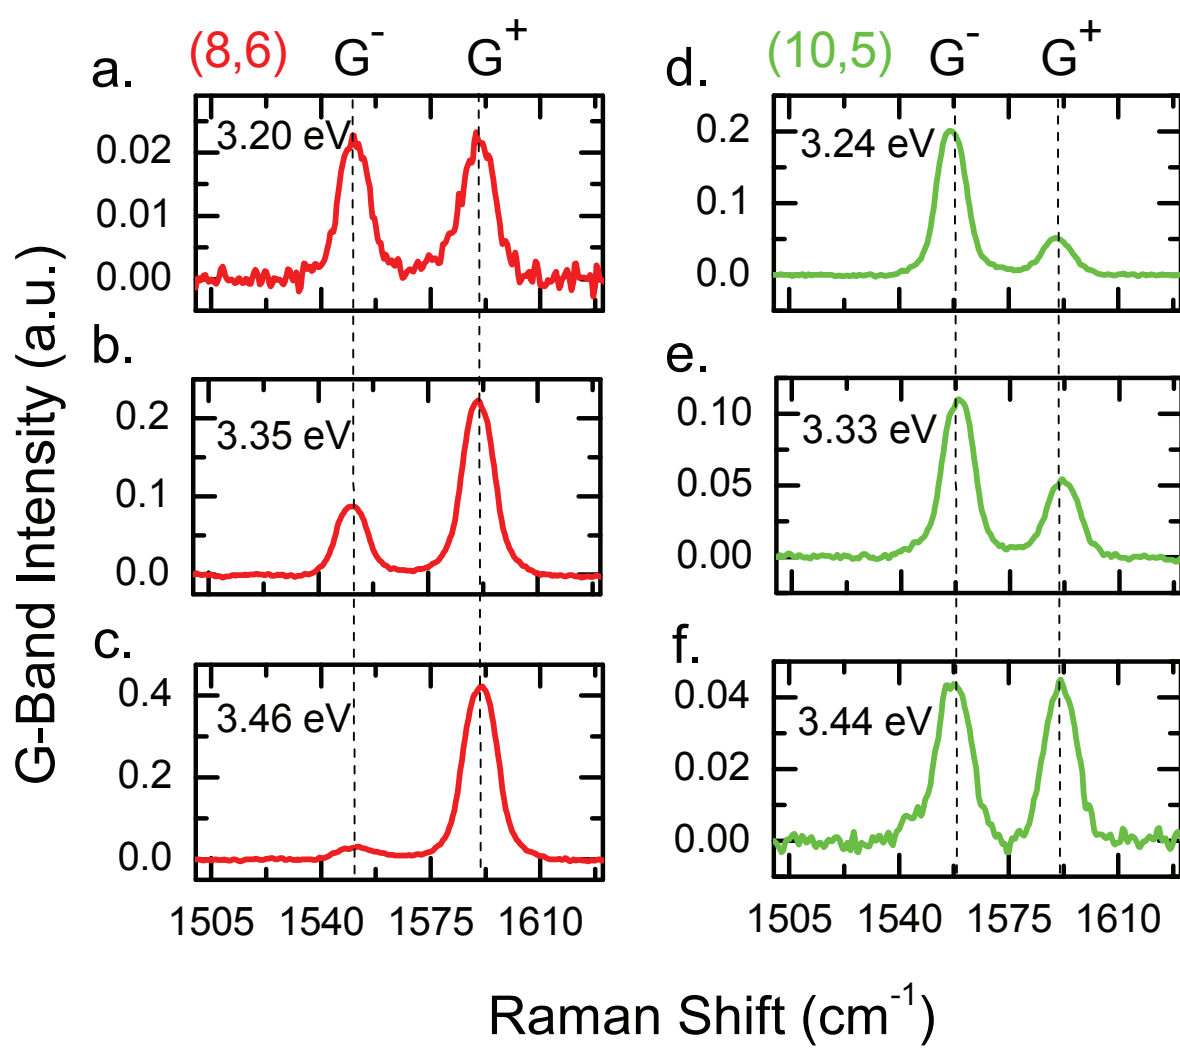 (8,6) G⁻ G⁺
a.
3.20 eV
0.02
0.01
0.00
b.
3.35 eV
0.2
0.1
0.0
c.
3.46 eV
0.4
0.2
0.0
1505 1540 1575 1610
(10,5) G⁻ G⁺
d.
3.24 eV
0.2
0.1
0.0
e.
3.33 eV
0.10
0.05
0.00
f.
3.44 eV
0.04
0.02
0.00
1505 1540 1575 1610
G-Band Intensity (a.u.)
Raman Shift (cm⁻¹)